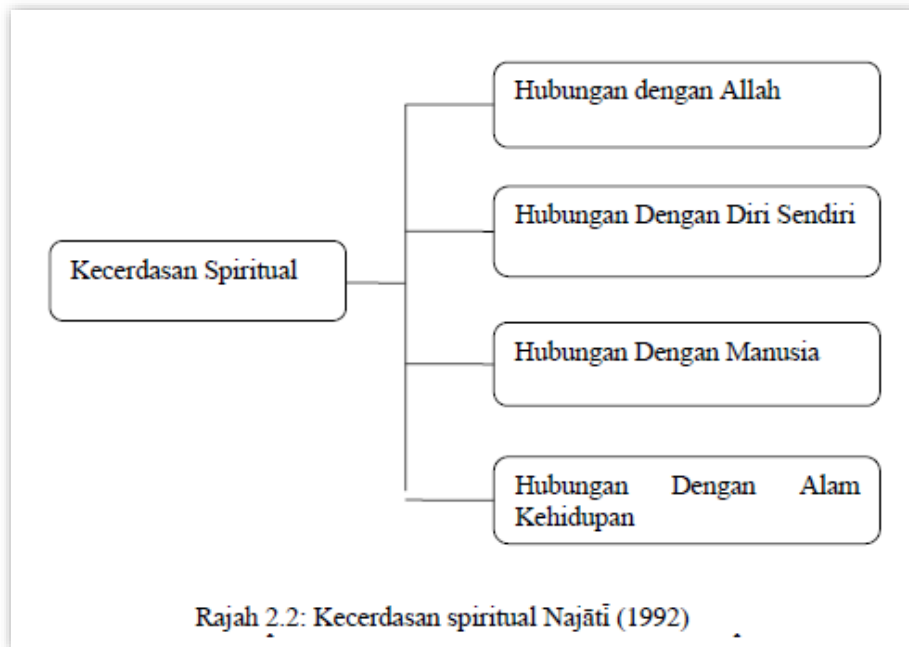 Hubungan dengan Allah
Hubungan Dengan Diri Sendiri
Kecerdasan Spiritual
Hubungan Dengan Manusia
Hubungan Dengan Alam
Kehidupan
Rajah 2.2: Kecerdasan spiritual Najāti (1992)